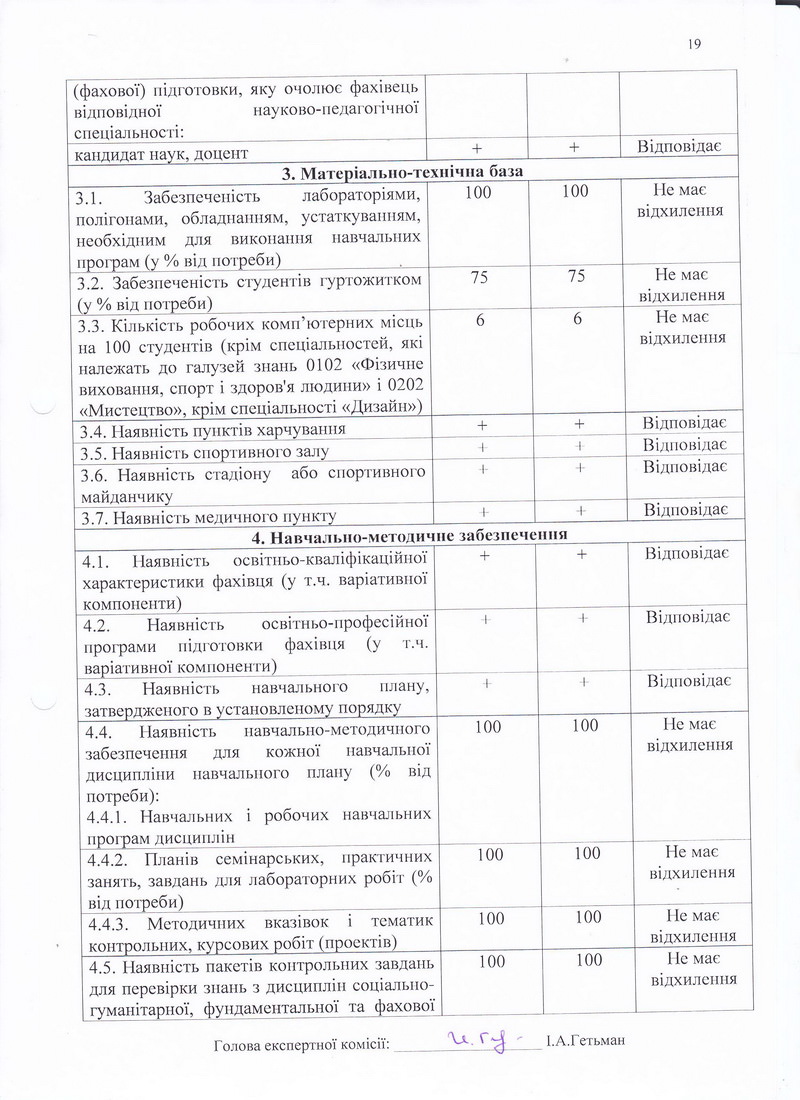 19
(фахової) підготовки, яку очолює фахівець
відповідної науково-педагогічної
спеціальності:
кандидат наук, доцент + + Відповідає
3. Матеріально-технічна база
3.1. Забезпеченість лабораторіями, 100 100 Не має
полігонами, обладнанням, устаткуванням, відхилення
необхідним для виконання навчальних
програм (у % від потреби)
3.2. Забезпеченість студентів гуртожитком 75 75 Не має
(у % від потреби) відхилення
3.3. Кількість робочих комп’ютерних місць 6 6 Не має
на 100 студентів (крім спеціальностей, які відхилення
належать до галузей знань 0102 «Фізичне
виховання, спорт і здоров'я людини» і 0202
«Мистецтво», крім спеціальності «Дизайн»)
3.4. Наявність пунктів харчування + + Відповідає
3.5. Наявність спортивного залу + + Відповідає
3.6. Наявність стадіону або спортивного + + Відповідає
майданчику
3.7. Наявність медичного пункту + + Відповідає
4. Навчально-методичне забезпечення
4.1. Наявність освітньо-кваліфікаційної + + Відповідає
характеристики фахівця (у т.ч. варіативної
компоненти)
4.2. Наявність освітньо-професійної + + Відповідає
програми підготовки фахівця (у т.ч.
варіативної компоненти)
4.3. Наявність навчального плану, + + Відповідає
затвердженого в установленому порядку
4.4. Наявність навчально-методичного 100 100 Не має
забезпечення для кожної навчальної відхилення
дисципліни навчального плану (% від
потреби):
4.4.1. Навчальних і робочих навчальних
програм дисциплін
4.4.2. Планів семінарських, практичних 100 100 Не має
занять, завдань для лабораторних робіт (% відхилення
від потреби)
4.4.3. Методичних вказівок і тематик 100 100 Не має
контрольних, курсових робіт (проектів) відхилення
4.5. Наявність пакетів контрольних завдань 100 100 Не має
для перевірки знань з дисциплін соціально- відхилення
гуманітарної, фундаментальної та фахової
Голова експертної комісії: І.А.Гетьман